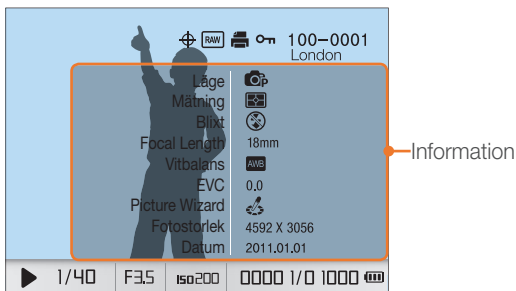 RAW 100-0001
London
Läge P
Mätning
Blixt
Focal Length 18mm
Vitbalans AWB
EVC 0.0
Picture Wizard
Fotostorlek 4592 X 3056
Datum 2011.01.01
Information
1/40 F3.5 ISO200 0000 1/0 1000